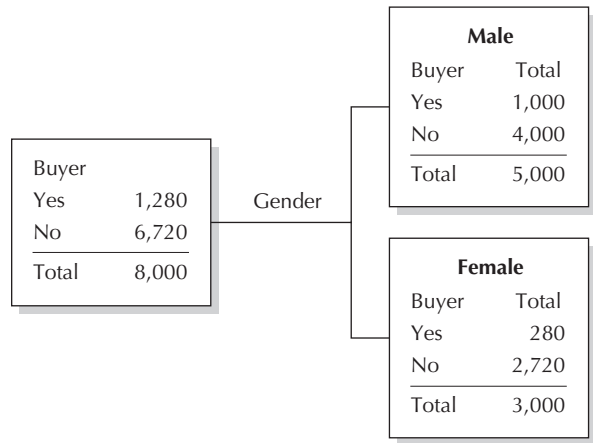 Buyer
Yes 1,280
No 6,720
Total 8,000
Gender
Male
Buyer Total
Yes 1,000
No 4,000
Total 5,000
Female
Buyer Total
Yes 280
No 2,720
Total 3,000